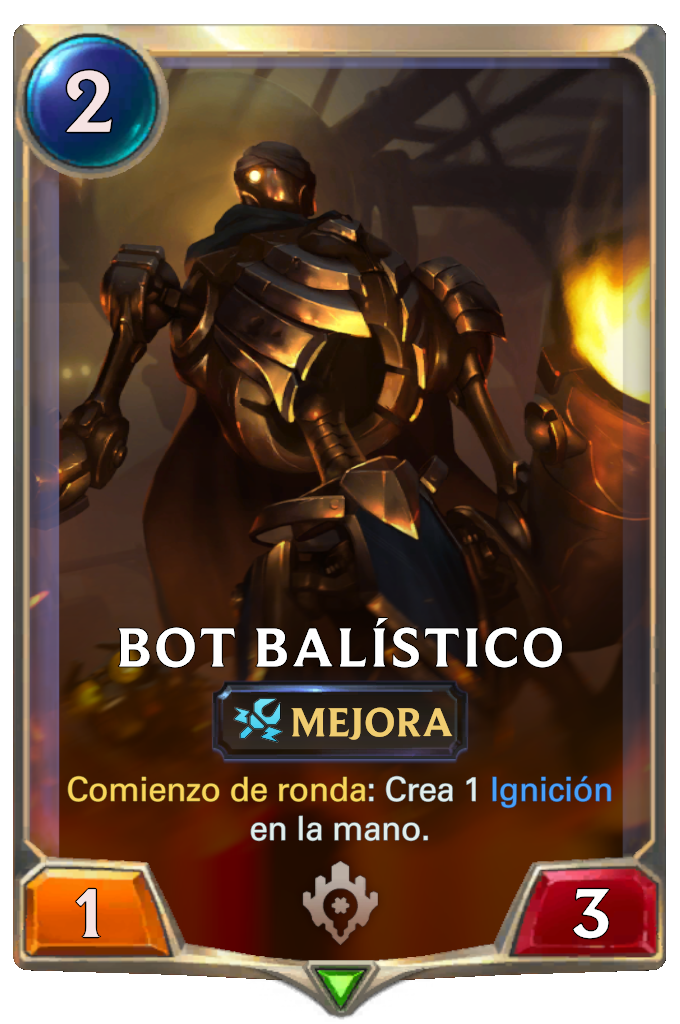 2
BOT BALÍSTICO
MEJORA
Comienzo de ronda: Crea 1 Ignición
en la mano.
1
3